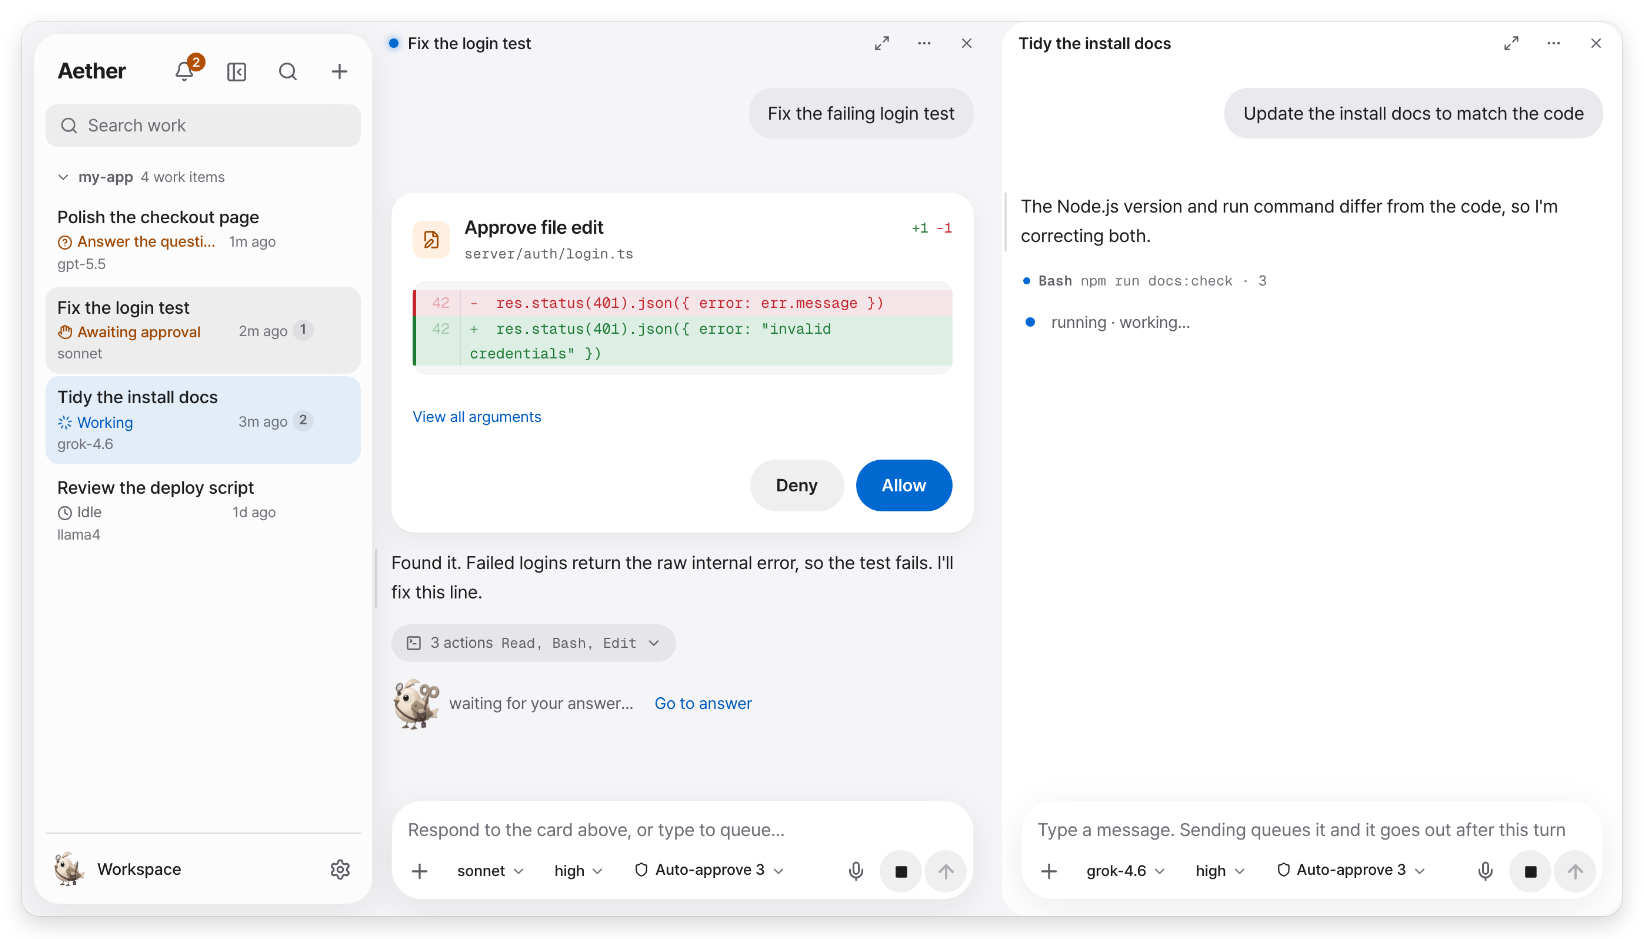 Aether
2
Search work
my-app 4 work items
Polish the checkout page
Answer the questi... 1m ago
gpt-5.5
Fix the login test
Awaiting approval 2m ago 1
sonnet
Tidy the install docs
Working 3m ago 2
grok-4.6
Review the deploy script
Idle 1d ago
llama4
Workspace
Fix the login test
Fix the failing login test
Approve file edit
+1 -1
server/auth/login.ts
42 - res.status(401).json({ error: err.message })
42 + res.status(401).json({ error: "invalid
credentials" })
View all arguments
Deny Allow
Found it. Failed logins return the raw internal error, so the test fails. I'll
fix this line.
3 actions Read, Bash, Edit
waiting for your answer... Go to answer
Respond to the card above, or type to queue...
sonnet high Auto-approve 3
Tidy the install docs
Update the install docs to match the code
The Node.js version and run command differ from the code, so I'm
correcting both.
Bash npm run docs:check · 3
running · working...
Type a message. Sending queues it and it goes out after this turn
grok-4.6 high Auto-approve 3